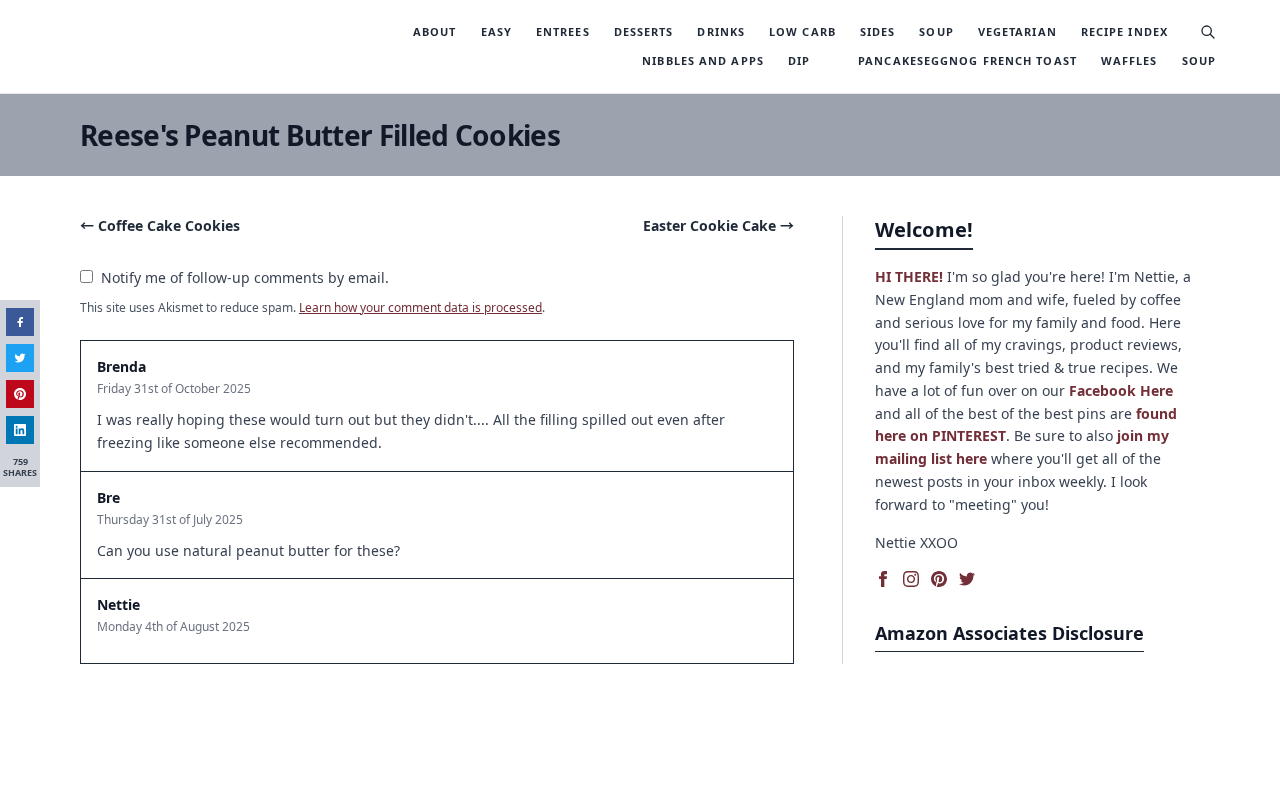 ABOUT EASY ENTREES DESSERTS DRINKS LOW CARB SIDES SOUP VEGETARIAN RECIPE INDEX
NIBBLES AND APPS DIP PANCAKESEGGNOG FRENCH TOAST WAFFLES SOUP
Reese's Peanut Butter Filled Cookies
← Coffee Cake Cookies
Easter Cookie Cake →
Notify me of follow-up comments by email.
This site uses Akismet to reduce spam. Learn how your comment data is processed.
Brenda
Friday 31st of October 2025
I was really hoping these would turn out but they didn't.... All the filling spilled out even after
freezing like someone else recommended.
Bre
Thursday 31st of July 2025
Can you use natural peanut butter for these?
Nettie
Monday 4th of August 2025
759
SHARES
Welcome!
HI THERE! I'm so glad you're here! I'm Nettie, a
New England mom and wife, fueled by coffee
and serious love for my family and food. Here
you'll find all of my cravings, product reviews,
and my family's best tried & true recipes. We
have a lot of fun over on our Facebook Here
and all of the best of the best pins are found
here on PINTEREST. Be sure to also join my
mailing list here where you'll get all of the
newest posts in your inbox weekly. I look
forward to "meeting" you!
Nettie XXOO
Amazon Associates Disclosure